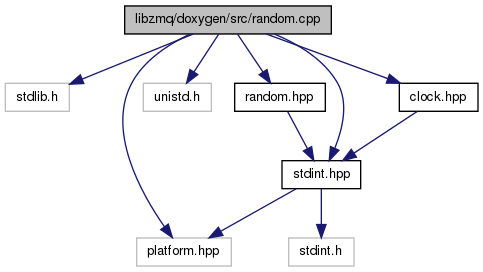 libzmq/doxygen/src/random.cpp
stdlib.h
unistd.h
random.hpp
clock.hpp
stdint.hpp
platform.hpp
stdint.h